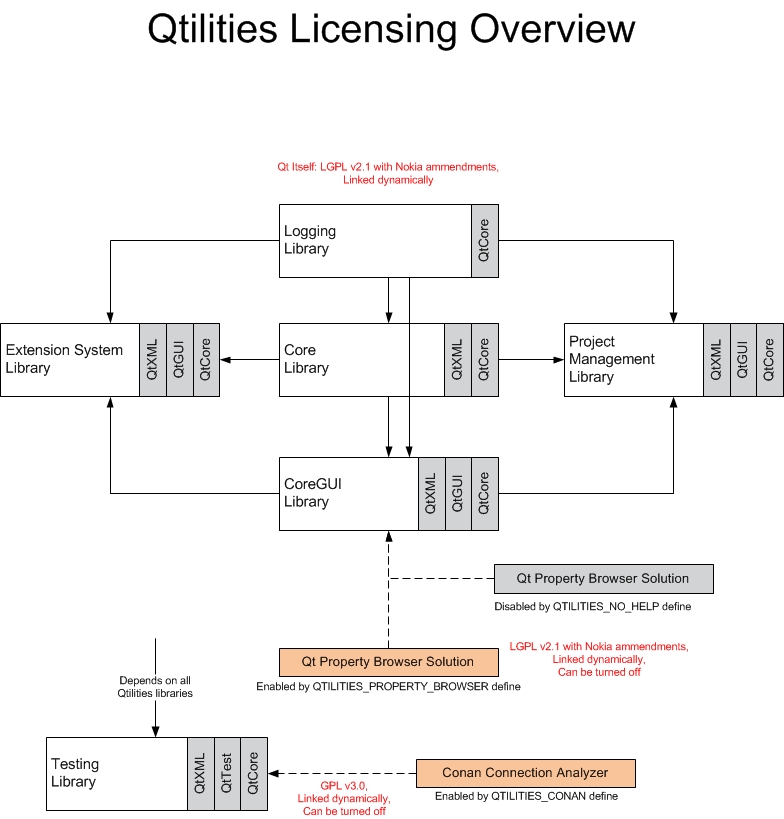 Qtilities Licensing Overview
Qt Itself: LGPL v2.1 with Nokia ammendments,
Linked dynamically
Logging
Library
QtCore
Extension System
Library
QtXML
QtGUI
QtCore
Core
Library
QtXML
QtCore
Project
Management
Library
QtXML
QtGUI
QtCore
CoreGUI
Library
QtXML
QtGUI
QtCore
Qt Property Browser Solution
Disabled by QTILITIES_NO_HELP define
Qt Property Browser Solution
Enabled by QTILITIES_PROPERTY_BROWSER define
LGPL v2.1 with Nokia ammendments,
Linked dynamically,
Can be turned off
Depends on all
Qtilities libraries
Testing
Library
QtXML
QtTest
QtCore
GPL v3.0,
Linked dynamically,
Can be turned off
Conan Connection Analyzer
Enabled by QTILITIES_CONAN define